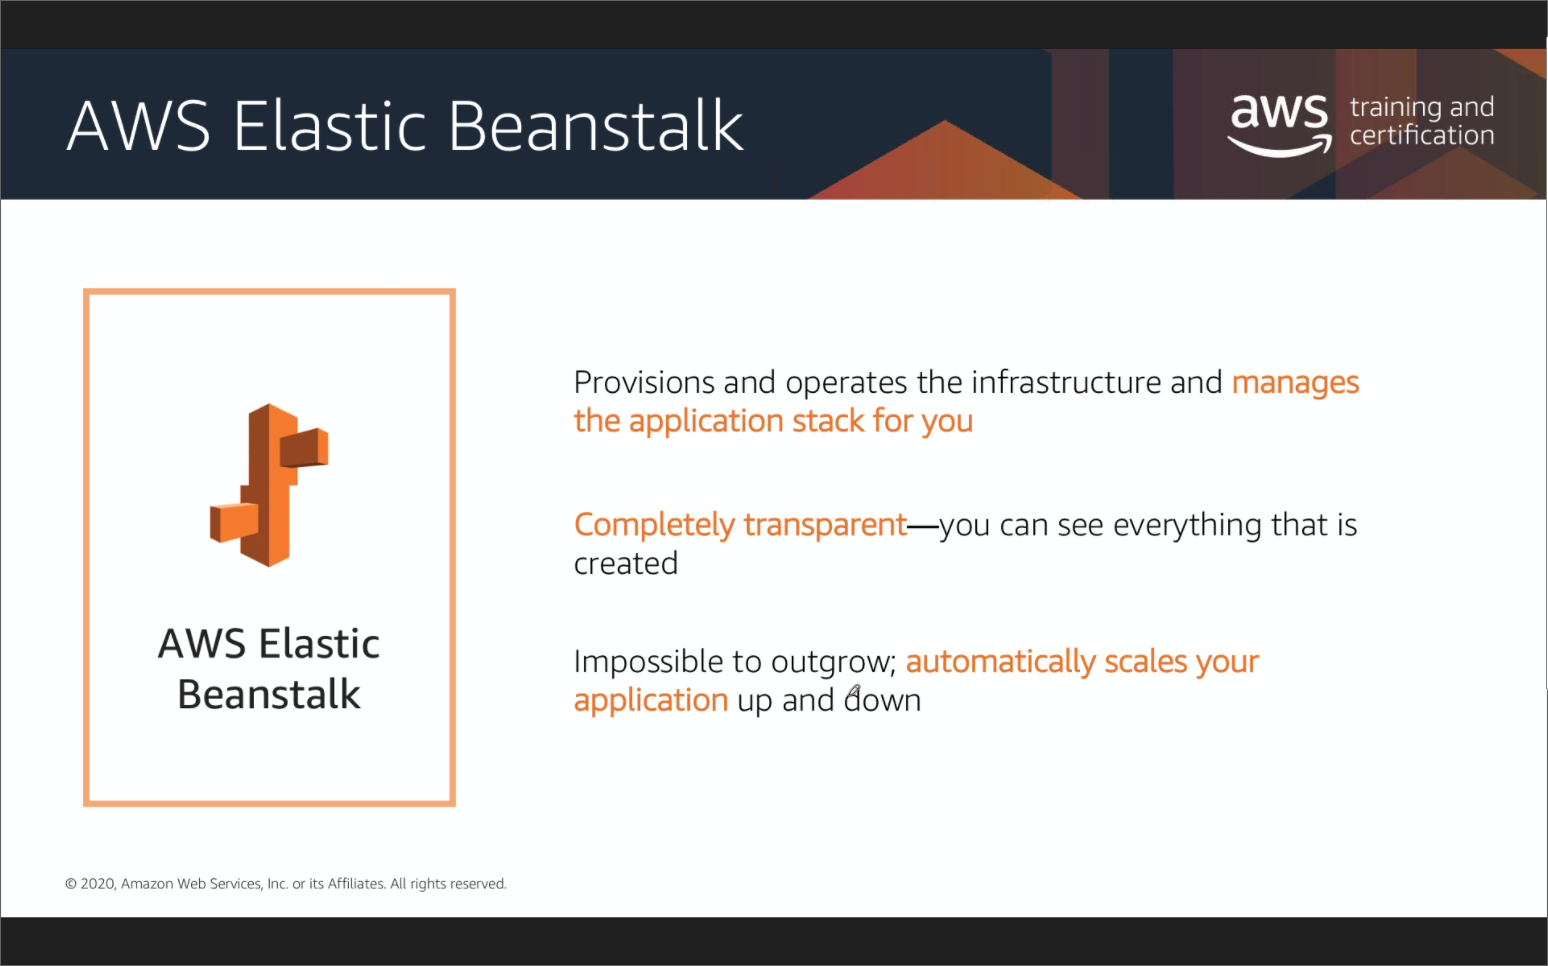 AWS Elastic Beanstalk
aws training and
certification
Provisions and operates the infrastructure and manages
the application stack for you
Completely transparent—you can see everything that is
created
Impossible to outgrow; automatically scales your
application up and down
AWS Elastic
Beanstalk
© 2020, Amazon Web Services, Inc. or its Affiliates. All rights reserved.